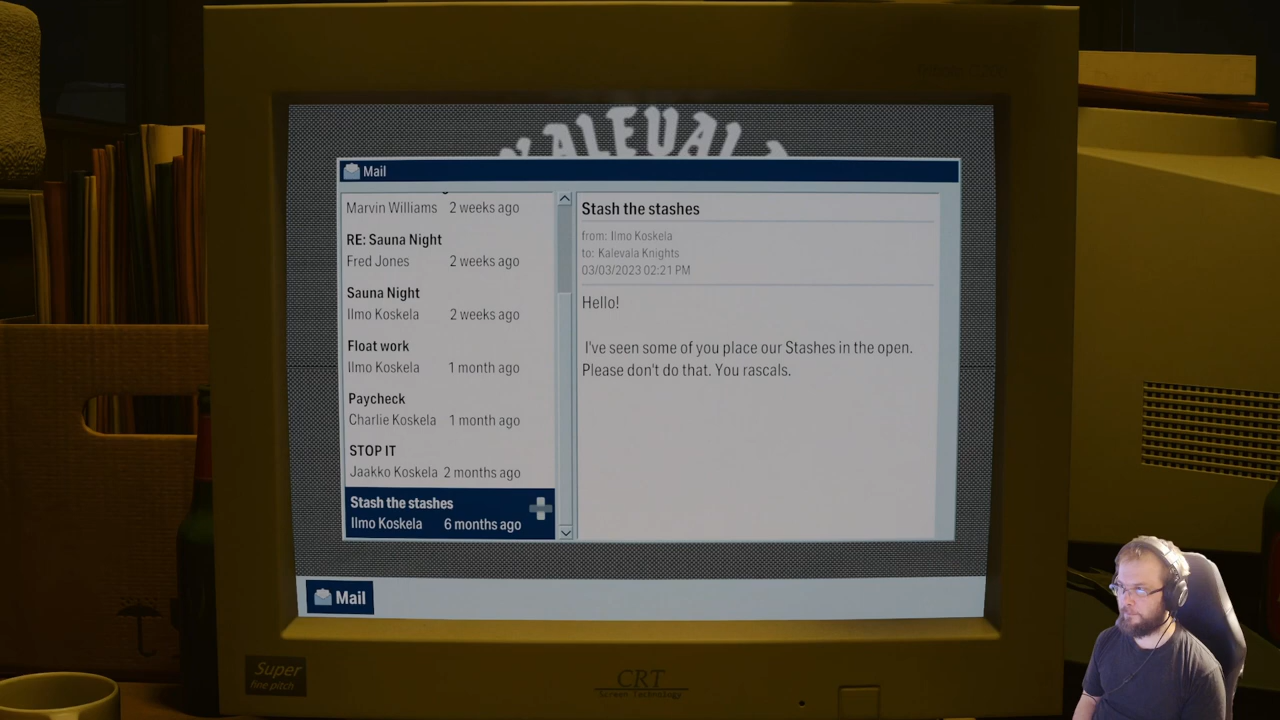 KALEVALA
Mail
Marvin Williams 2 weeks ago
RE: Sauna Night
Fred Jones 2 weeks ago
Sauna Night
Ilmo Koskela 2 weeks ago
Float work
Ilmo Koskela 1 month ago
Paycheck
Charlie Koskela 1 month ago
STOP IT
Jaakko Koskela 2 months ago
Stash the stashes
Ilmo Koskela 6 months ago
Stash the stashes
from: Ilmo Koskela
to: Kalevala Knights
03/03/2023 02:21 PM
Hello!
I've seen some of you place our Stashes in the open.
Please don't do that. You rascals.
Mail
Super
fine pitch
CRT
Screen Technology